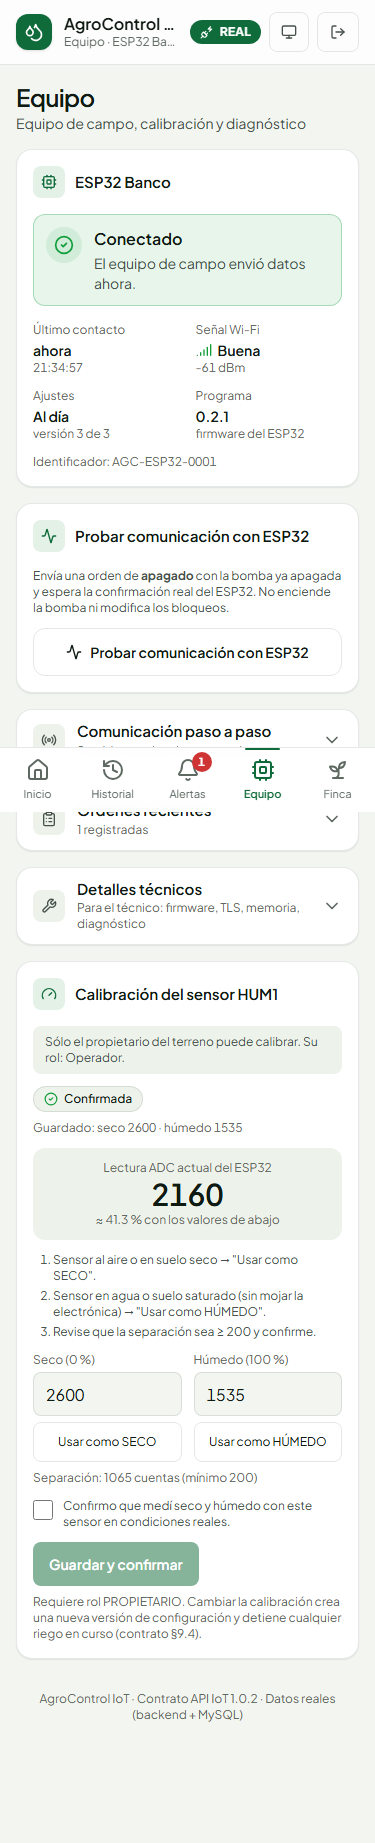 AgroControl ...
Equipo · ESP32 Ba...
REAL
Equipo
Equipo de campo, calibración y diagnóstico
ESP32 Banco
Conectado
El equipo de campo envió datos
ahora.
Último contacto
ahora
21:34:57
Señal Wi-Fi
Buena
-61 dBm
Ajustes
Al día
versión 3 de 3
Programa
0.2.1
firmware del ESP32
Identificador: AGC-ESP32-0001
Probar comunicación con ESP32
Envía una orden de apagado con la bomba ya apagada
y espera la confirmación real del ESP32. No enciende
la bomba ni modifica los bloqueos.
Probar comunicación con ESP32
Comunicación paso a paso
Inicio
Historial
1
Alertas
Equipo
Finca
Órdenes recientes
1 registradas
Detalles técnicos
Para el técnico: firmware, TLS, memoria,
diagnóstico
Calibración del sensor HUM1
Sólo el propietario del terreno puede calibrar. Su
rol: Operador.
Confirmada
Guardado: seco 2600 · húmedo 1535
Lectura ADC actual del ESP32
2160
≈ 41.3 % con los valores de abajo
1. Sensor al aire o en suelo seco → "Usar como
SECO".
2. Sensor en agua o suelo saturado (sin mojar la
electrónica) → "Usar como HÚMEDO".
3. Revise que la separación sea ≥ 200 y confirme.
Seco (0 %)
Húmedo (100 %)
2600
1535
Usar como SECO
Usar como HÚMEDO
Separación: 1065 cuentas (mínimo 200)
Confirmo que medí seco y húmedo con este
sensor en condiciones reales.
Guardar y confirmar
Requiere rol PROPIETARIO. Cambiar la calibración crea
una nueva versión de configuración y detiene cualquier
riego en curso (contrato §9.4).
AgroControl IoT · Contrato API IoT 1.0.2 · Datos reales
(backend + MySQL)